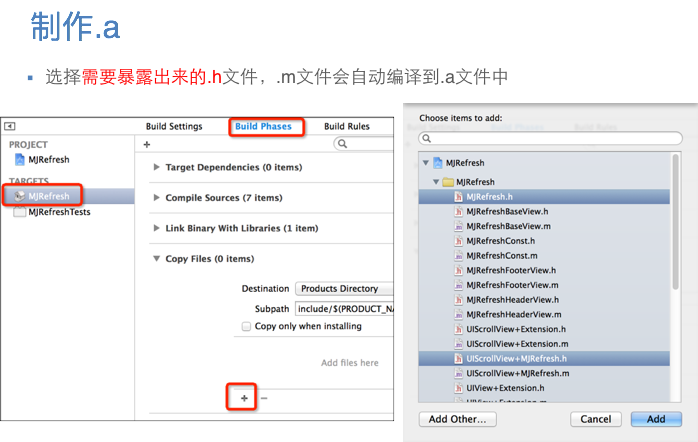 制作.a
选择需要暴露出来的.h文件，.m文件会自动编译到.a文件中
Build Settings
Build Phases
Build Rules
PROJECT
MJRefresh
TARGETS
MJRefresh
MJRefreshTests
Target Dependencies (0 items)
Compile Sources (7 items)
Link Binary With Libraries (1 item)
Copy Files (0 items)
Destination
Products Directory
Subpath
include/$(PRODUCT_NA
Copy only when installing
Add files here
Choose items to add:
MJRefresh
MJRefresh
MJRefresh.h
MJRefreshBaseView.h
MJRefreshBaseView.m
MJRefreshConst.h
MJRefreshConst.m
MJRefreshFooterView.h
MJRefreshFooterView.m
MJRefreshHeaderView.h
MJRefreshHeaderView.m
UIScrollView+Extension.h
UIScrollView+Extension.m
UIScrollView+MJRefresh.h
UIScrollView+MJRefresh.m
UIView+Extension.h
UIView+Extension.m
Add Other...
Cancel
Add